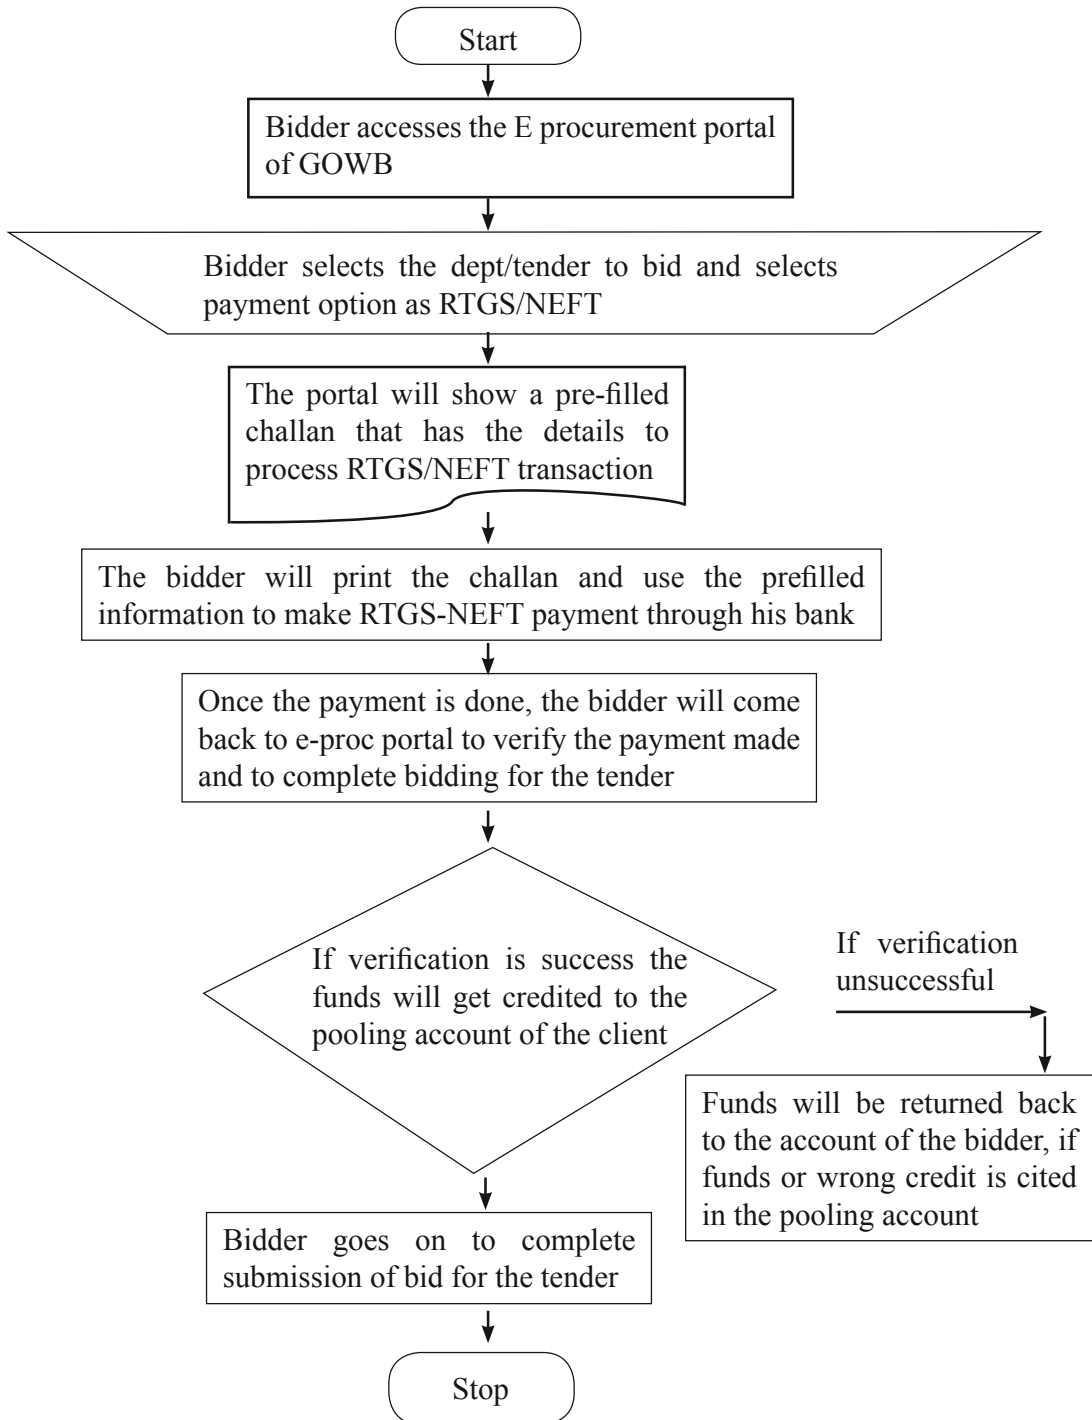 Start
Bidder accesses the E procurement portal
of GOWB
Bidder selects the dept/tender to bid and selects
payment option as RTGS/NEFT
The portal will show a pre-filled
challan that has the details to
process RTGS/NEFT transaction
The bidder will print the challan and use the prefilled
information to make RTGS-NEFT payment through his bank
Once the payment is done, the bidder will come
back to e-proc portal to verify the payment made
and to complete bidding for the tender
If verification is success the
funds will get credited to the
pooling account of the client
If verification
unsuccessful
Funds will be returned back
to the account of the bidder, if
funds or wrong credit is cited
in the pooling account
Bidder goes on to complete
submission of bid for the tender
Stop